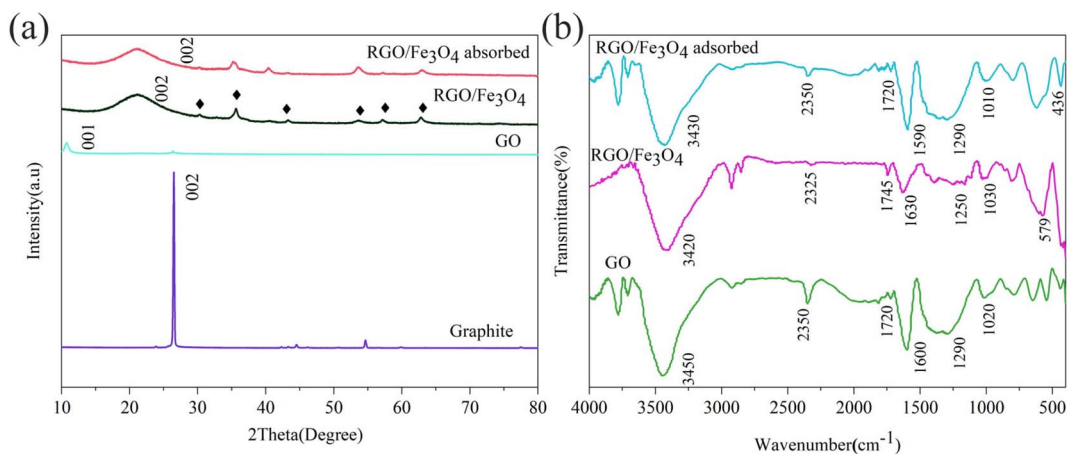 (a)
002
RGO/Fe3O4 absorbed
002
RGO/Fe3O4
001
GO
002
Graphite
Intensity(a.u)
10 20 30 40 50 60 70 80
2Theta(Degree)
(b)
RGO/Fe3O4 adsorbed
3430
2350
1720
1590
1290
1010
436
RGO/Fe3O4
3420
2325
1745
1630
1250
1030
579
GO
3450
2350
1720
1600
1290
1020
Transmittance(%)
4000 3500 3000 2500 2000 1500 1000 500
Wavenumber(cm-1)